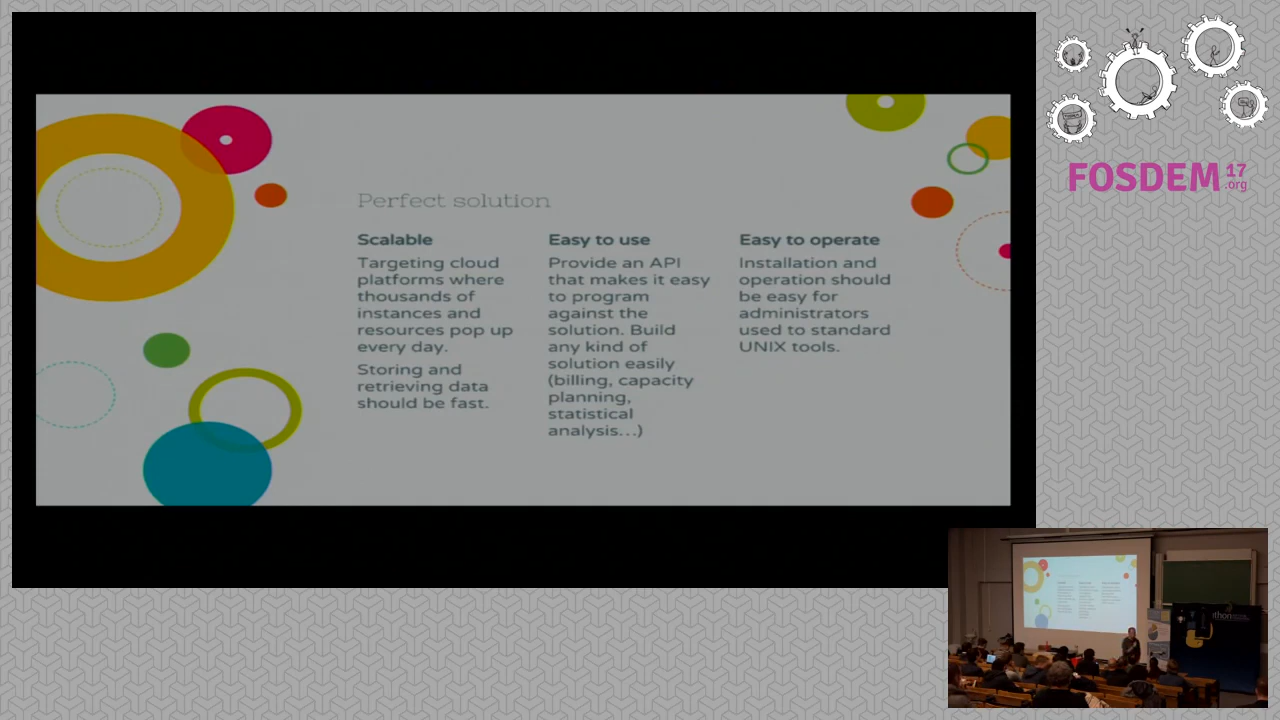 Perfect solution
Scalable
Targeting cloud
platforms where
thousands of
instances and
resources pop up
every day.
Storing and
retrieving data
should be fast.
Easy to use
Provide an API
that makes it easy
to program
against the
solution. Build
any kind of
solution easily
(billing, capacity
planning,
statistical
analysis...)
Easy to operate
Installation and
operation should
be easy for
administrators
used to standard
UNIX tools.
FOSDEM 17
.org
thon